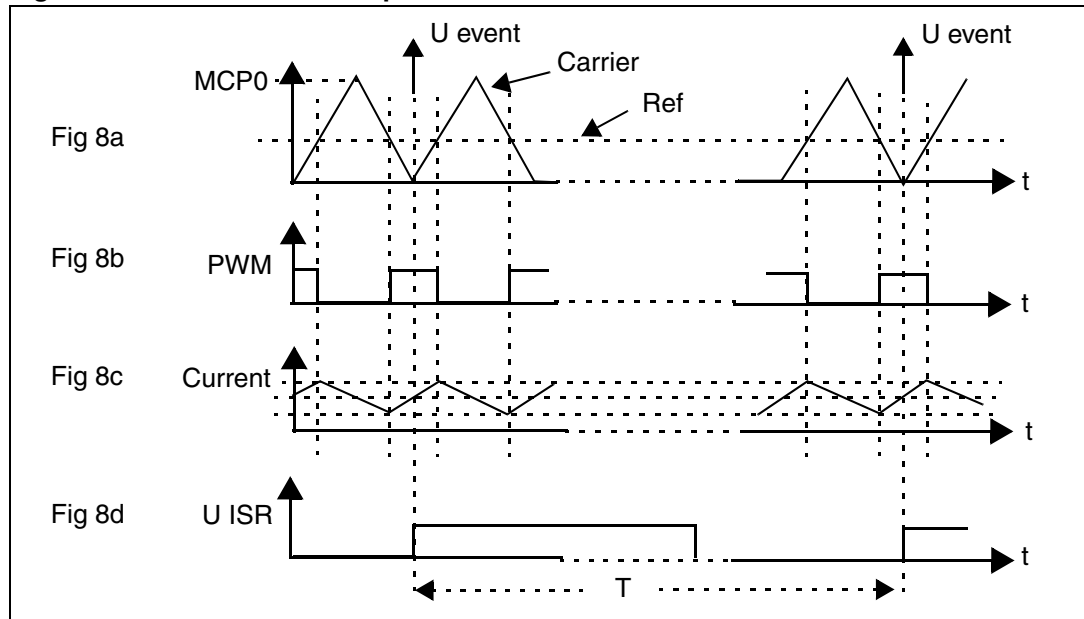 U event
U event
MCP0
Carrier
Ref
Fig 8a
t
Fig 8b
PWM
t
Fig 8c
Current
t
Fig 8d
U ISR
t
T